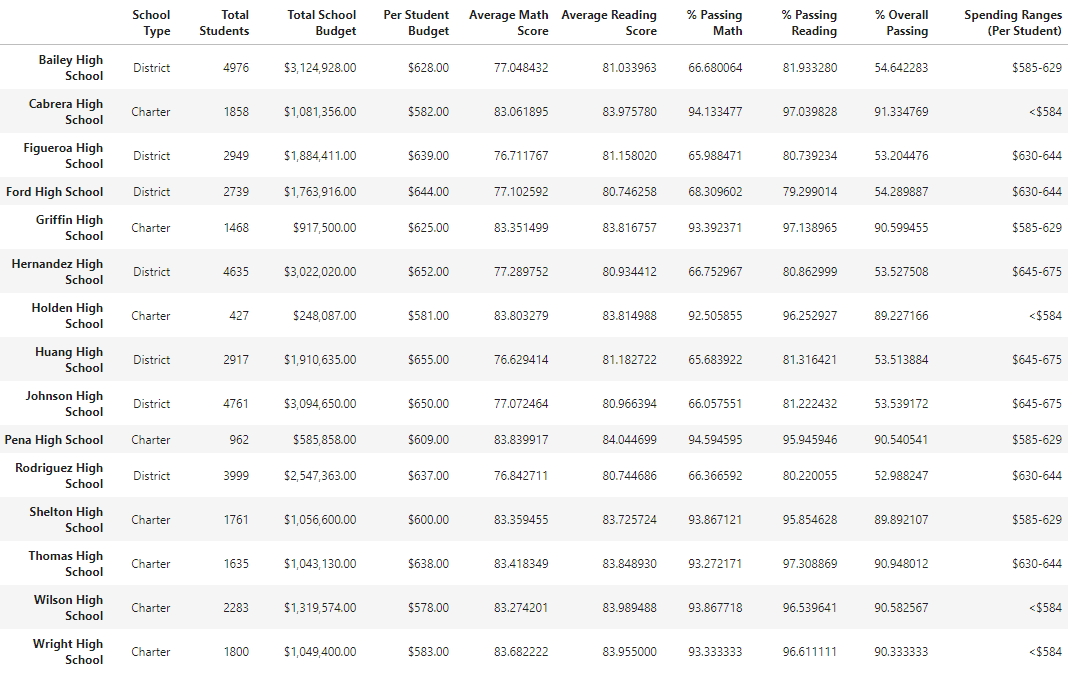 School Type Total Students Total School Budget Per Student Budget Average Math Score Average Reading Score % Passing Math % Passing Reading % Overall Passing Spending Ranges (Per Student)
Bailey High School District 4976 $3,124,928.00 $628.00 77.048432 81.033963 66.680064 81.933280 54.642283 $585-629
Cabrera High School Charter 1858 $1,081,356.00 $582.00 83.061895 83.975780 94.133477 97.039828 91.334769 <$584
Figueroa High School District 2949 $1,884,411.00 $639.00 76.711767 81.158020 65.988471 80.739234 53.204476 $630-644
Ford High School District 2739 $1,763,916.00 $644.00 77.102592 80.746258 68.309602 79.299014 54.289887 $630-644
Griffin High School Charter 1468 $917,500.00 $625.00 83.351499 83.816757 93.392371 97.138965 90.599455 $585-629
Hernandez High School District 4635 $3,022,020.00 $652.00 77.289752 80.934412 66.752967 80.862999 53.527508 $645-675
Holden High School Charter 427 $248,087.00 $581.00 83.803279 83.814988 92.505855 96.252927 89.227166 <$584
Huang High School District 2917 $1,910,635.00 $655.00 76.629414 81.182722 65.683922 81.316421 53.513884 $645-675
Johnson High School District 4761 $3,094,650.00 $650.00 77.072464 80.966394 66.057551 81.222432 53.539172 $645-675
Pena High School Charter 962 $585,858.00 $609.00 83.839917 84.044699 94.594595 95.945946 90.540541 $585-629
Rodriguez High School District 3999 $2,547,363.00 $637.00 76.842711 80.744686 66.366592 80.220055 52.988247 $630-644
Shelton High School Charter 1761 $1,056,600.00 $600.00 83.359455 83.725724 93.867121 95.854628 89.892107 $585-629
Thomas High School Charter 1635 $1,043,130.00 $638.00 83.418349 83.848930 93.272171 97.308869 90.948012 $630-644
Wilson High School Charter 2283 $1,319,574.00 $578.00 83.274201 83.989488 93.867718 96.539641 90.582567 <$584
Wright High School Charter 1800 $1,049,400.00 $583.00 83.682222 83.955000 93.333333 96.611111 90.333333 <$584